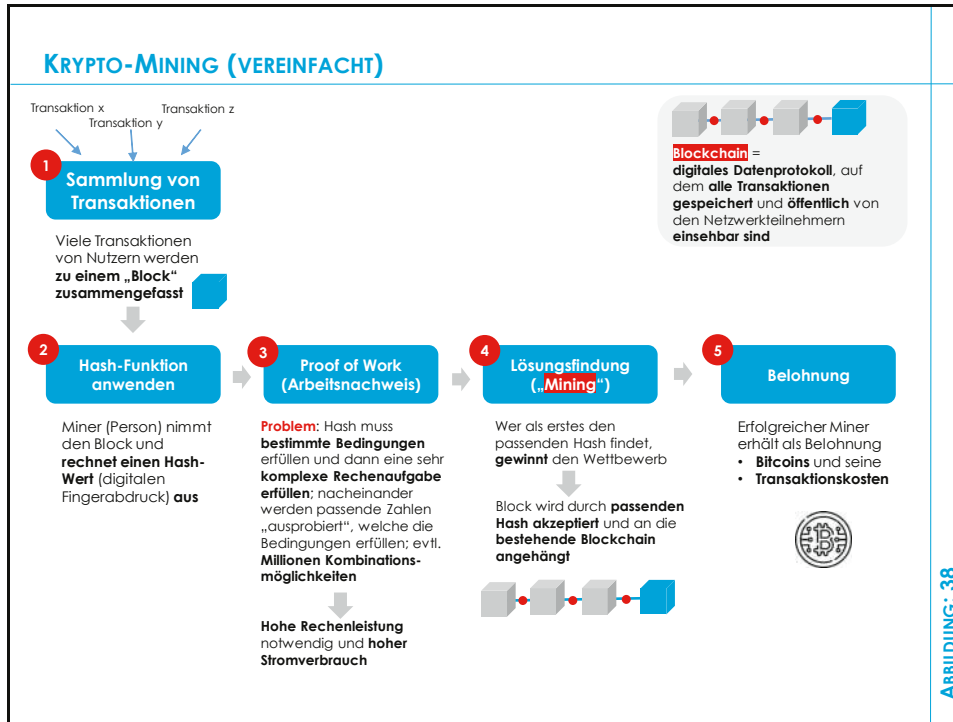 KRYPTO-MINING (VEREINFACHT)
Transaktion x
Transaktion z
Transaktion y
1
Sammlung von
Transaktionen
Viele Transaktionen
von Nutzern werden
zu einem „Block“
zusammengefasst
Blockchain =
digitales Datenprotokoll, auf
dem alle Transaktionen
gespeichert und öffentlich von
den Netzwerkteilnehmern
einsehbar sind
2
Hash-Funktion
anwenden
Miner (Person) nimmt
den Block und
rechnet einen Hash-
Wert (digitalen
Fingerabdruck) aus
3
Proof of Work
(Arbeitsnachweis)
Problem: Hash muss
bestimmte Bedingungen
erfüllen und dann eine sehr
komplexe Rechenaufgabe
erfüllen; nacheinander
werden passende Zahlen
„ausprobiert“, welche die
Bedingungen erfüllen; evtl.
Millionen Kombinations-
möglichkeiten
Hohe Rechenleistung
notwendig und hoher
Stromverbrauch
4
Lösungsfindung
(„Mining“)
Wer als erstes den
passenden Hash findet,
gewinnt den Wettbewerb
Block wird durch passenden
Hash akzeptiert und an die
bestehende Blockchain
angehängt
5
Belohnung
Erfolgreicher Miner
erhält als Belohnung
• Bitcoins und seine
• Transaktionskosten
ABBILDUNG: 38